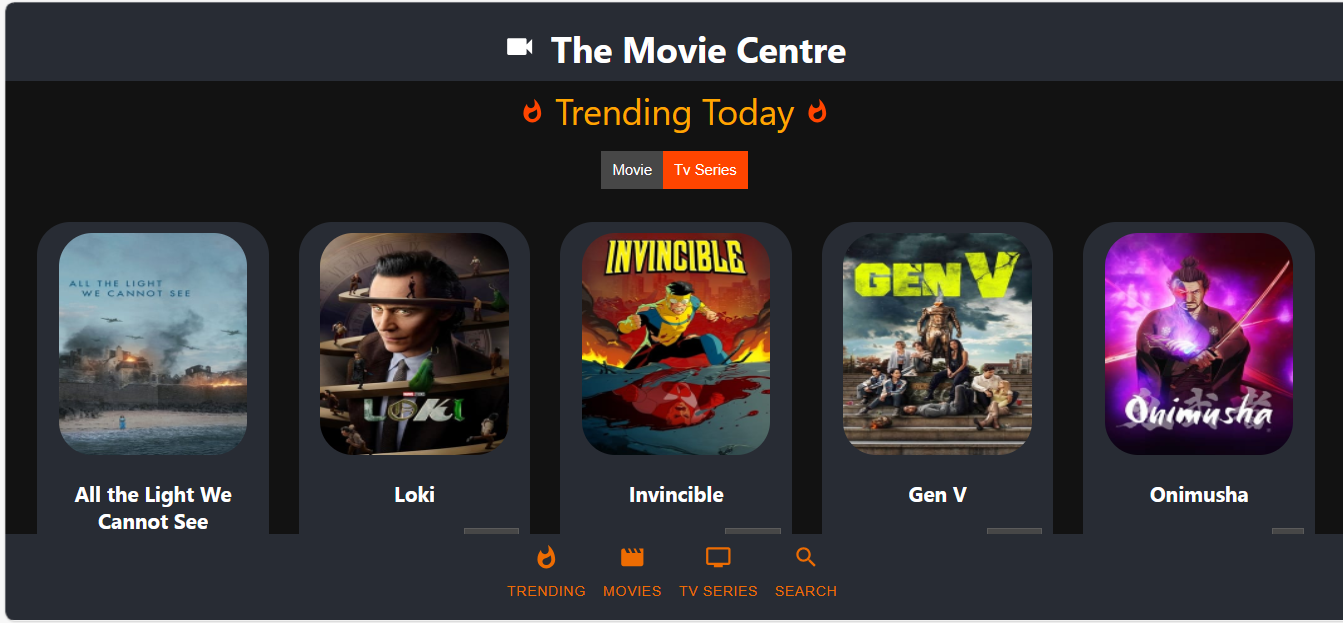 The Movie Centre
Trending Today
Movie
Tv Series
ALL THE LIGHT
WE CANNOT SEE
LOKI
INVINCIBLE
GEN V
Onimusha
All the Light We
Cannot See
Loki
Invincible
Gen V
Onimusha
TRENDING
MOVIES
TV SERIES
SEARCH